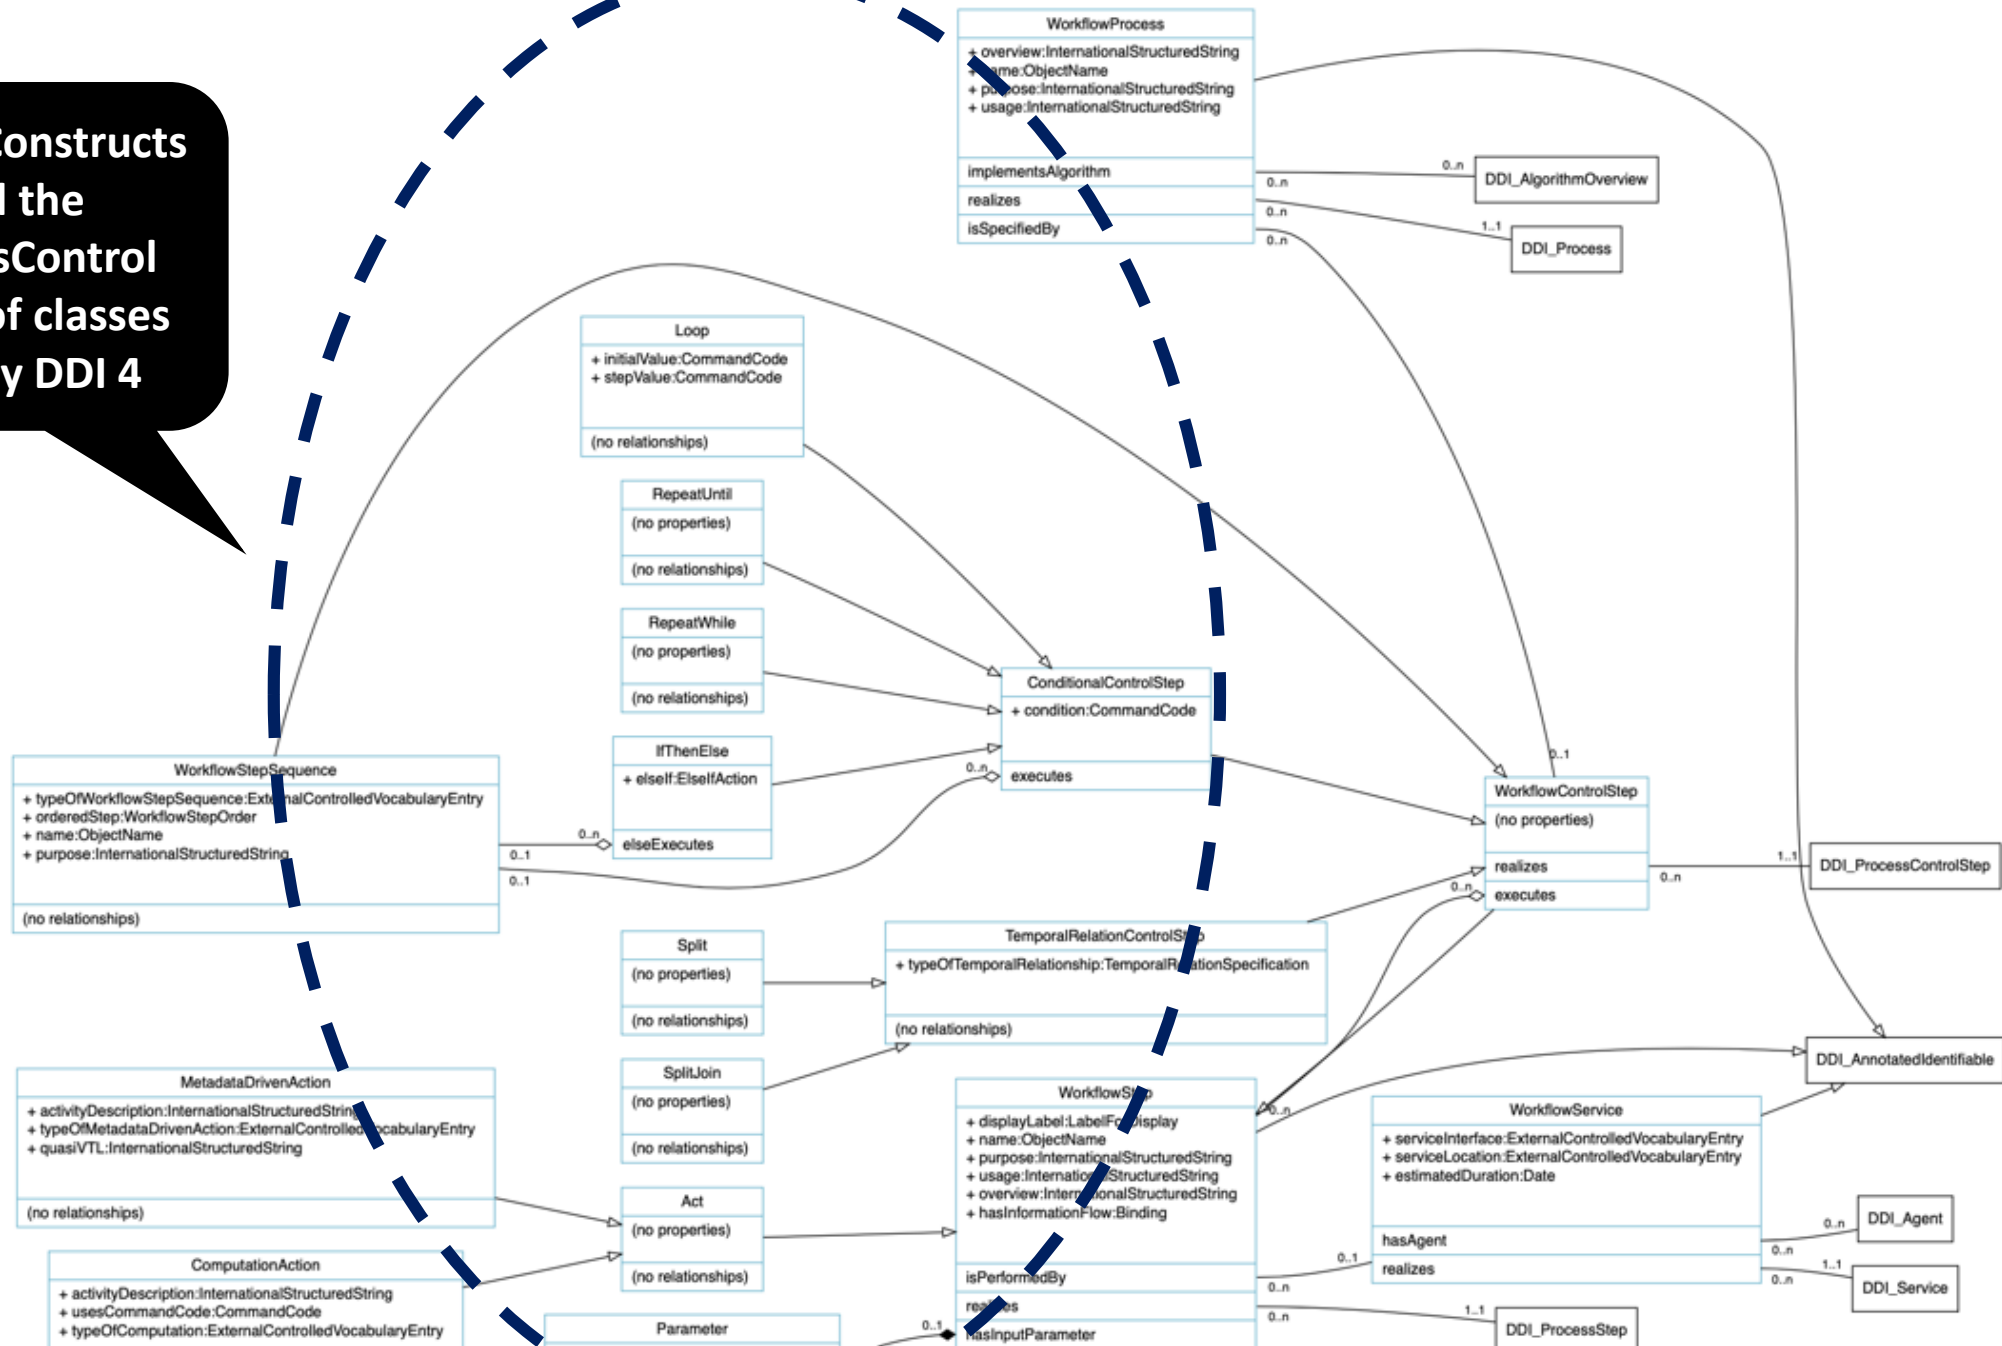 Constructs
the
sControl
of classes
y DDI 4
WorkflowProcess
+ overview:InternationalStructuredString
name:ObjectName
+ purpose:InternationalStructuredString
+ usage:InternationalStructuredString
implementsAlgorithm
realizes
isSpecifiedBy
0..n
0..n
0..n
0..n
DDI_AlgorithmOverview
1..1
DDI_Process
Loop
+ initialValue:CommandCode
+ stepValue:CommandCode
(no relationships)
RepeatUntil
(no properties)
(no relationships)
RepeatWhile
(no properties)
(no relationships)
ConditionalControlStep
+ condition:CommandCode
0..n
executes
IfThenElse
+ elseIf:ElseIfAction
0..n
elseExecutes
WorkflowStepSequence
+ typeOfWorkflowStepSequence:ExternalControlledVocabularyEntry
+ orderedStep:WorkflowStepOrder
+ name:ObjectName
+ purpose:InternationalStructuredString
(no relationships)
0..1
0..1
0..1
WorkflowControlStep
(no properties)
realizes
0..n
executes
0..n
1..1
DDI_ProcessControlStep
Split
(no properties)
(no relationships)
TemporalRelationControlStep
+ typeOfTemporalRelationship:TemporalRelationSpecification
(no relationships)
SplitJoin
(no properties)
(no relationships)
DDI_AnnotatedIdentifiable
MetadataDrivenAction
+ activityDescription:InternationalStructuredString
+ typeOfMetadataDrivenAction:ExternalControlledVocabularyEntry
+ quasiVTL:InternationalStructuredString
(no relationships)
WorkflowStep
+ displayLabel:LabelForDisplay
+ name:ObjectName
+ purpose:InternationalStructuredString
+ usage:InternationalStructuredString
+ overview:InternationalStructuredString
+ hasInformationFlow:Binding
isPerformedBy
realizes
hasInputParameter
0..n
0..n
0..n
0..1
WorkflowService
+ serviceInterface:ExternalControlledVocabularyEntry
+ serviceLocation:ExternalControlledVocabularyEntry
+ estimatedDuration:Date
hasAgent
0..1
realizes
0..n
0..n
0..n
DDI_Agent
1..1
DDI_Service
1..1
DDI_ProcessStep
Act
(no properties)
(no relationships)
ComputationAction
+ activityDescription:InternationalStructuredString
+ usesCommandCode:CommandCode
+ typeOfComputation:ExternalControlledVocabularyEntry
Parameter